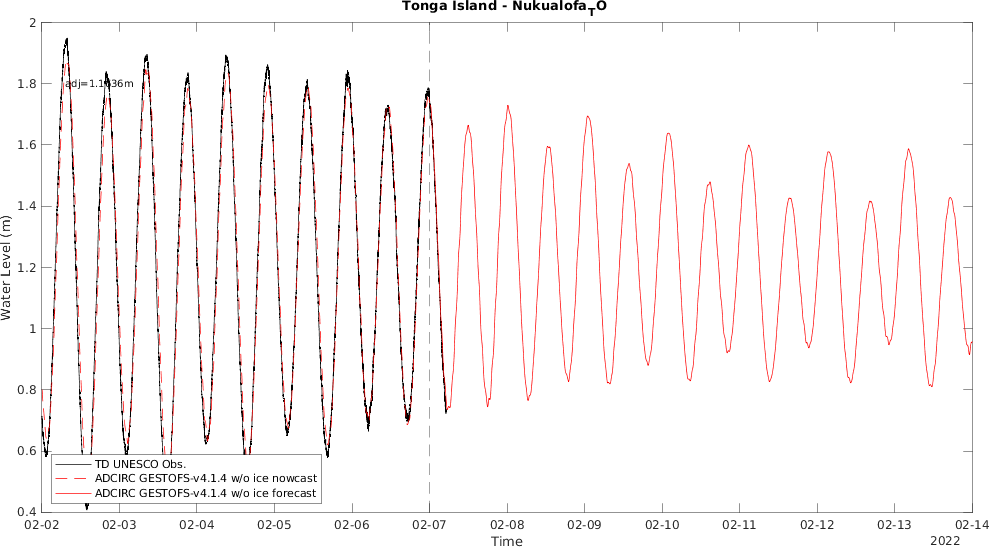 Tonga Island - NukualofaTO
2
1.8
1.6
1.4
1.2
1
0.8
0.6
0.4
Water Level (m)
TD UNESCO Obs.
ADCIRC GESTOFS-v4.1.4 w/o ice nowcast
ADCIRC GESTOFS-v4.1.4 w/o ice forecast
02-02 02-03 02-04 02-05 02-06 02-07 02-08 02-09 02-10 02-11 02-12 02-13 02-14
Time
2022